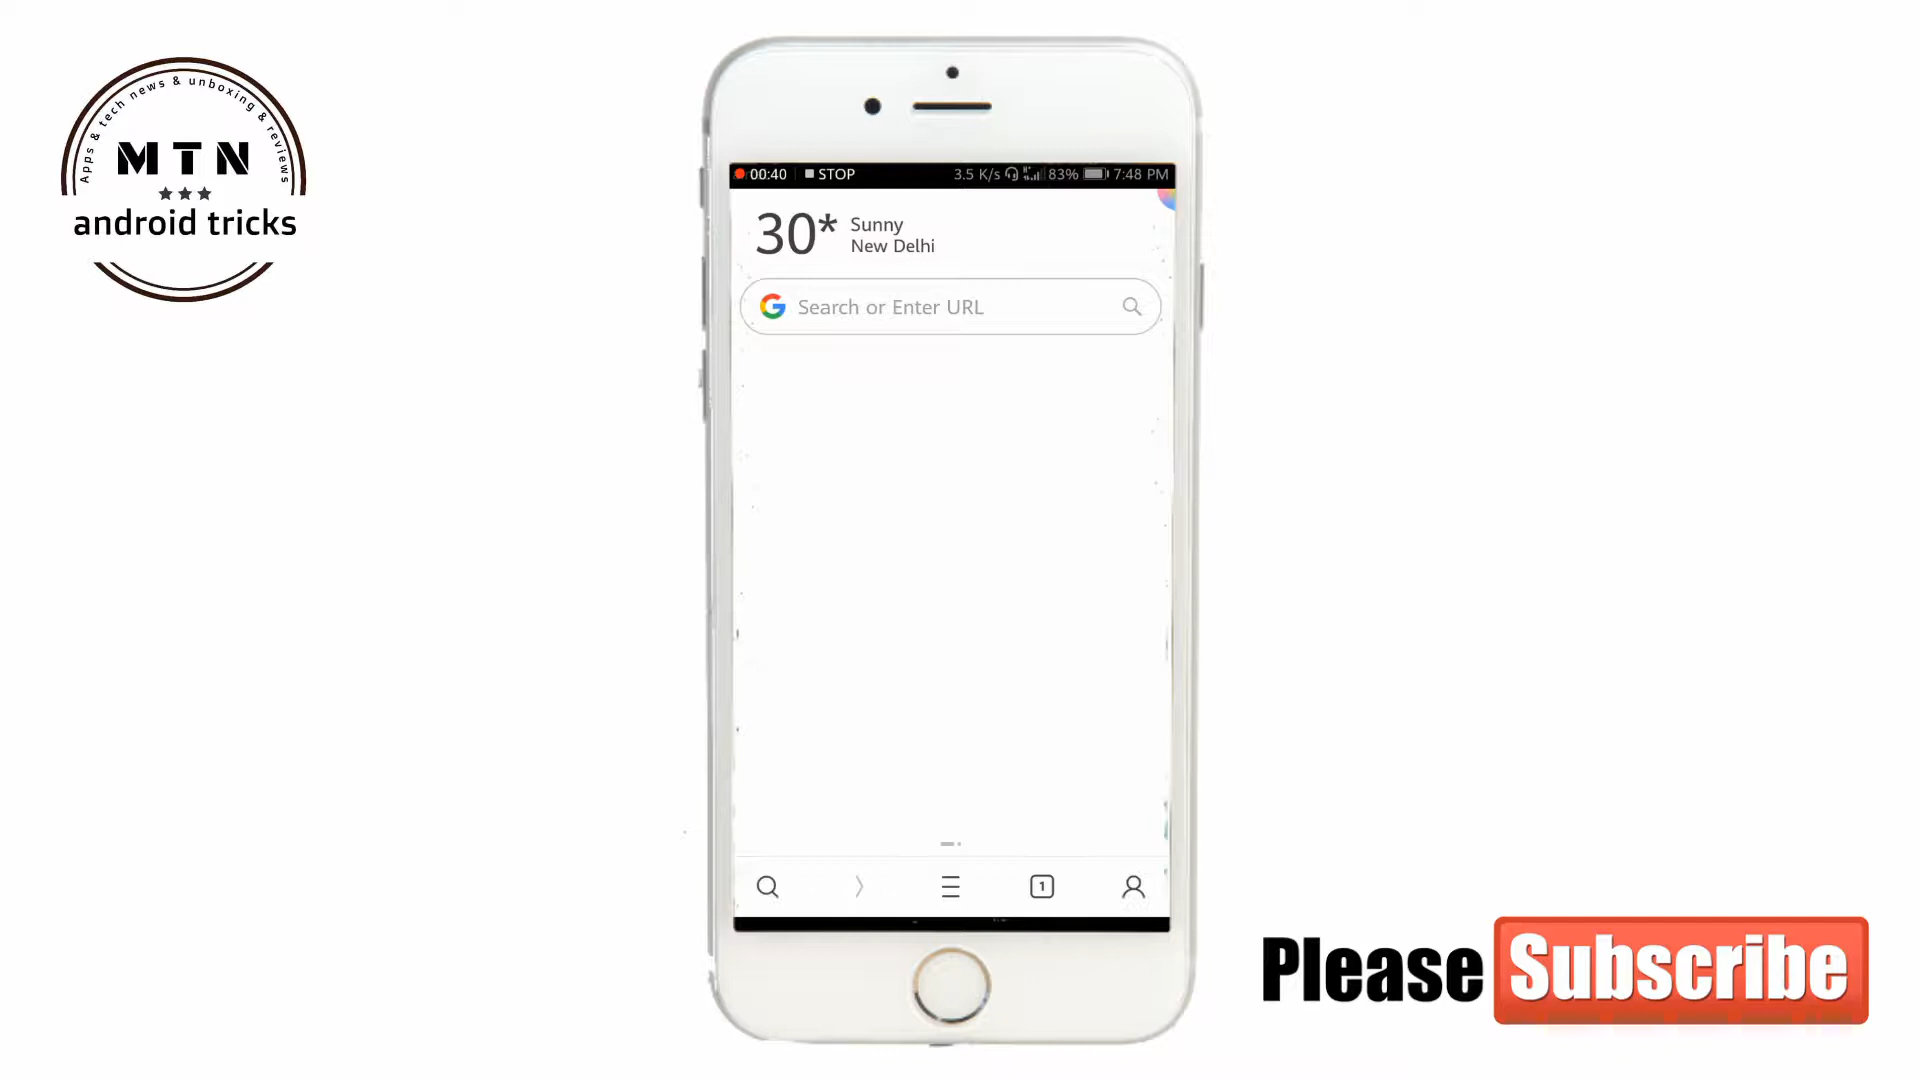 Apps & tech news & unboxing & reviews
MTN
android tricks
00:40 STOP 3.5 K/s 83% 7:48 PM
30* Sunny
New Delhi
Search or Enter URL
1
Please Subscribe